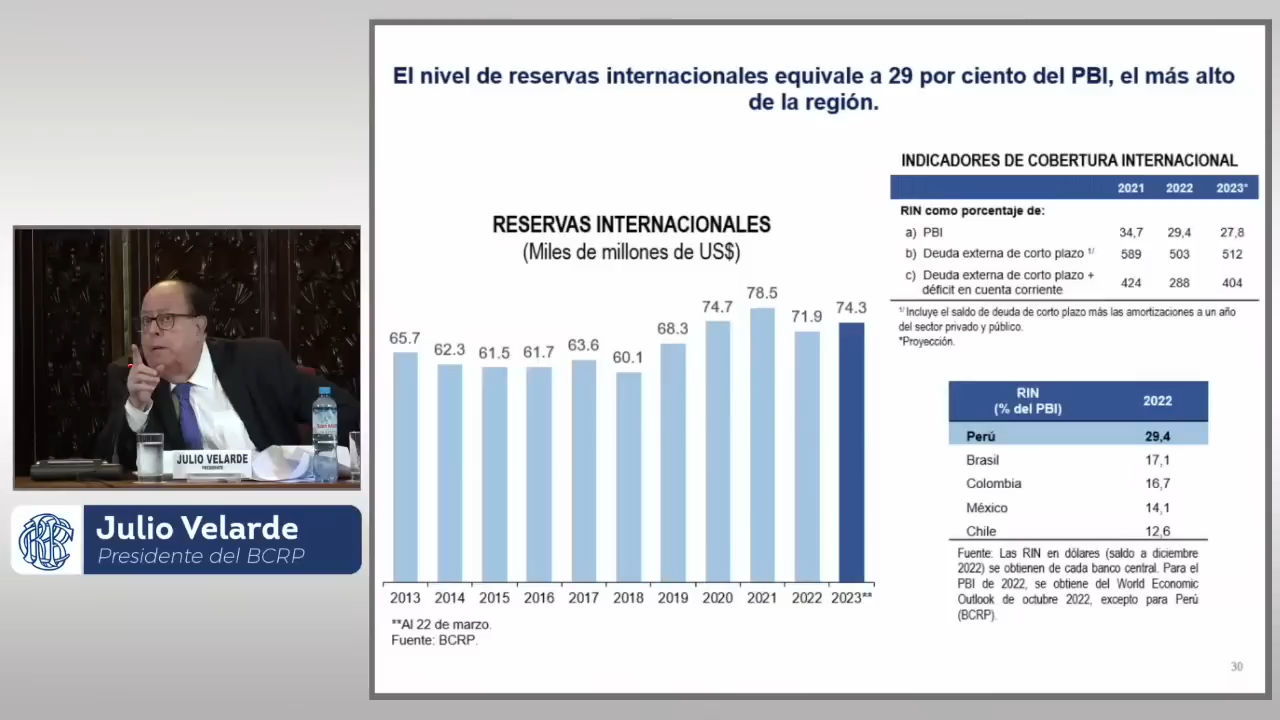 El nivel de reservas internacionales equivale a 29 por ciento del PBI, el más alto
de la región.
RESERVAS INTERNACIONALES
(Miles de millones de US$)
65.7 62.3 61.5 61.7 63.6 60.1 68.3 74.7 78.5 71.9 74.3
2013 2014 2015 2016 2017 2018 2019 2020 2021 2022 2023**
**Al 22 de marzo.
Fuente: BCRP.
INDICADORES DE COBERTURA INTERNACIONAL
2021 2022 2023*
RIN como porcentaje de:
a) PBI 34,7 29,4 27,8
b) Deuda externa de corto plazo 1/ 589 503 512
c) Deuda externa de corto plazo +
déficit en cuenta corriente 424 288 404
1/ Incluye el saldo de deuda de corto plazo más las amortizaciones a un año
del sector privado y público.
*Proyección.
RIN
(% del PBI) 2022
Perú 29,4
Brasil 17,1
Colombia 16,7
México 14,1
Chile 12,6
Fuente: Las RIN en dólares (saldo a diciembre
2022) se obtienen de cada banco central. Para el
PBI de 2022, se obtiene del World Economic
Outlook de octubre 2022, excepto para Perú
(BCRP).
30
JULIO VELARDE
PRESIDENTE
Julio Velarde
Presidente del BCRP